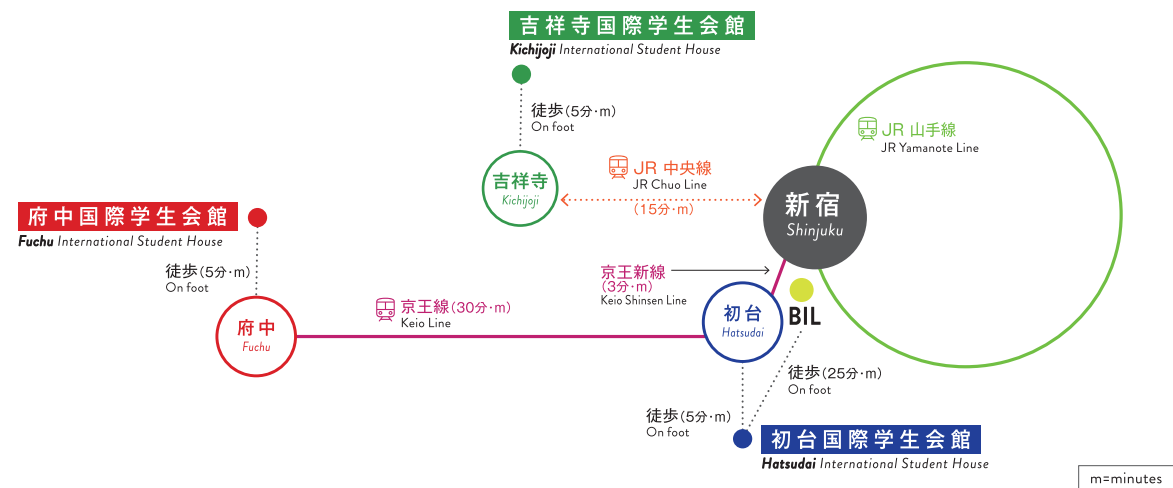 吉祥寺国際学生会館
Kichijoji International Student House
徒歩(5分・m)
On foot
吉祥寺
Kichijoji
JR 中央線
JR Chuo Line
(15分・m)
JR 山手線
JR Yamanote Line
新宿
Shinjuku
府中国際学生会館
Fuchu International Student House
徒歩(5分・m)
On foot
府中
Fuchu
京王線(30分・m)
Keio Line
京王新線
(3分・m)
Keio Shinsen Line
初台
Hatsudai
BIL
徒歩(25分・m)
On foot
徒歩(5分・m)
On foot
初台国際学生会館
Hatsudai International Student House
m=minutes